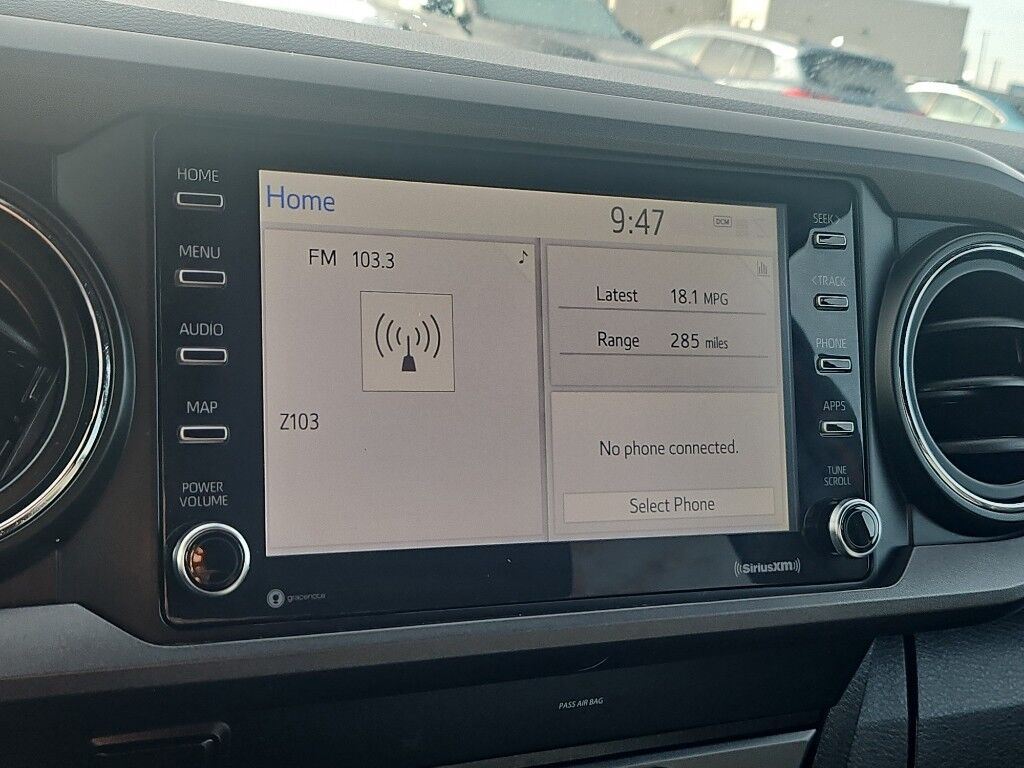 HOME
MENU
AUDIO
MAP
POWER
VOLUME
Home
9:47
DCM
FM 103.3
Z103
Latest 18.1 MPG
Range 285 miles
No phone connected.
Select Phone
SEEK >
< TRACK
PHONE
APPS
TUNE
SCROLL
gracenote
((SiriusXM))
PASS AIR BAG